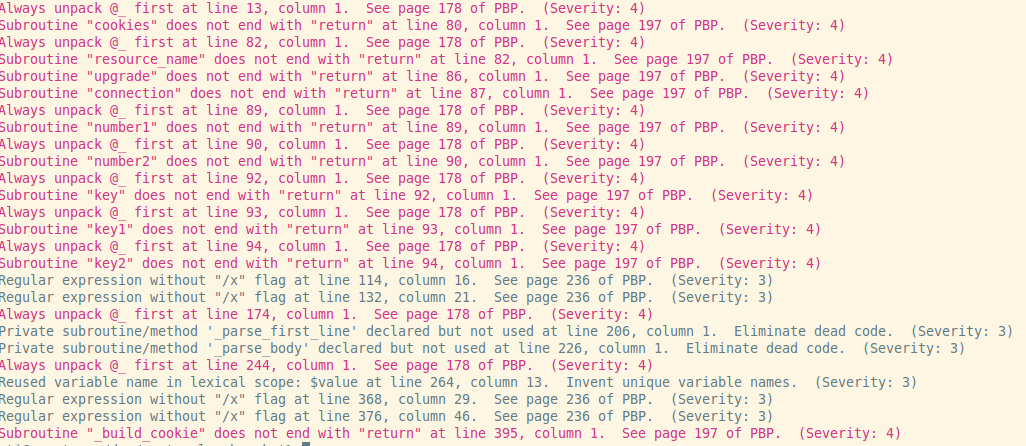 Always unpack @_ first at line 13, column 1.  See page 178 of PBP.  (Severity: 4)
Subroutine "cookies" does not end with "return" at line 80, column 1.  See page 197 of PBP.  (Severity: 4)
Always unpack @_ first at line 82, column 1.  See page 178 of PBP.  (Severity: 4)
Subroutine "resource_name" does not end with "return" at line 82, column 1.  See page 197 of PBP.  (Severity: 4)
Subroutine "upgrade" does not end with "return" at line 86, column 1.  See page 197 of PBP.  (Severity: 4)
Subroutine "connection" does not end with "return" at line 87, column 1.  See page 197 of PBP.  (Severity: 4)
Always unpack @_ first at line 89, column 1.  See page 178 of PBP.  (Severity: 4)
Subroutine "number1" does not end with "return" at line 89, column 1.  See page 197 of PBP.  (Severity: 4)
Always unpack @_ first at line 90, column 1.  See page 178 of PBP.  (Severity: 4)
Subroutine "number2" does not end with "return" at line 90, column 1.  See page 197 of PBP.  (Severity: 4)
Always unpack @_ first at line 92, column 1.  See page 178 of PBP.  (Severity: 4)
Subroutine "key" does not end with "return" at line 92, column 1.  See page 197 of PBP.  (Severity: 4)
Always unpack @_ first at line 93, column 1.  See page 178 of PBP.  (Severity: 4)
Subroutine "key1" does not end with "return" at line 93, column 1.  See page 197 of PBP.  (Severity: 4)
Always unpack @_ first at line 94, column 1.  See page 178 of PBP.  (Severity: 4)
Subroutine "key2" does not end with "return" at line 94, column 1.  See page 197 of PBP.  (Severity: 4)
Regular expression without "/x" flag at line 114, column 16.  See page 236 of PBP.  (Severity: 3)
Regular expression without "/x" flag at line 132, column 21.  See page 236 of PBP.  (Severity: 3)
Always unpack @_ first at line 174, column 1.  See page 178 of PBP.  (Severity: 4)
Private subroutine/method '_parse_first_line' declared but not used at line 206, column 1.  Eliminate dead code.  (Severity: 3)
Private subroutine/method '_parse_body' declared but not used at line 226, column 1.  Eliminate dead code.  (Severity: 3)
Always unpack @_ first at line 244, column 1.  See page 178 of PBP.  (Severity: 4)
Reused variable name in lexical scope: $value at line 264, column 13.  Invent unique variable names.  (Severity: 3)
Regular expression without "/x" flag at line 368, column 29.  See page 236 of PBP.  (Severity: 3)
Regular expression without "/x" flag at line 376, column 46.  See page 236 of PBP.  (Severity: 3)
Subroutine "_build_cookie" does not end with "return" at line 395, column 1.  See page 197 of PBP.  (Severity: 4)